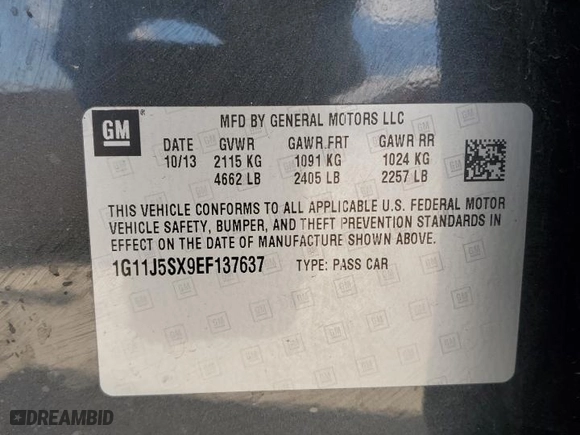 GM
MFD BY GENERAL MOTORS LLC
DATE GVWR GAWR.FRT GAWR RR
10/13 2115 KG 1091 KG 1024 KG
4662 LB 2405 LB 2257 LB
THIS VEHICLE CONFORMS TO ALL APPLICABLE U.S. FEDERAL MOTOR
VEHICLE SAFETY, BUMPER, AND THEFT PREVENTION STANDARDS IN
EFFECT ON THE DATE OF MANUFACTURE SHOWN ABOVE.
1G11J5SX9EF137637 TYPE: PASS CAR
DREAMBID